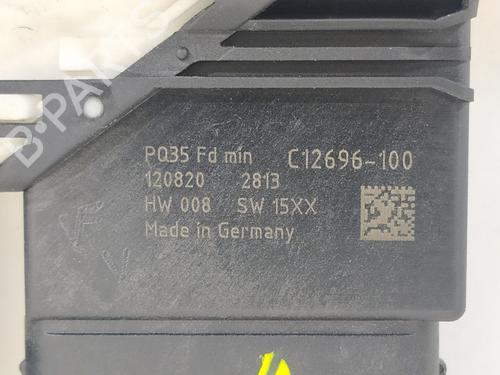 B-PARTS
PQ35 Fd min C12696-100
120820 2813
HW 008 SW 15XX
Made in Germany